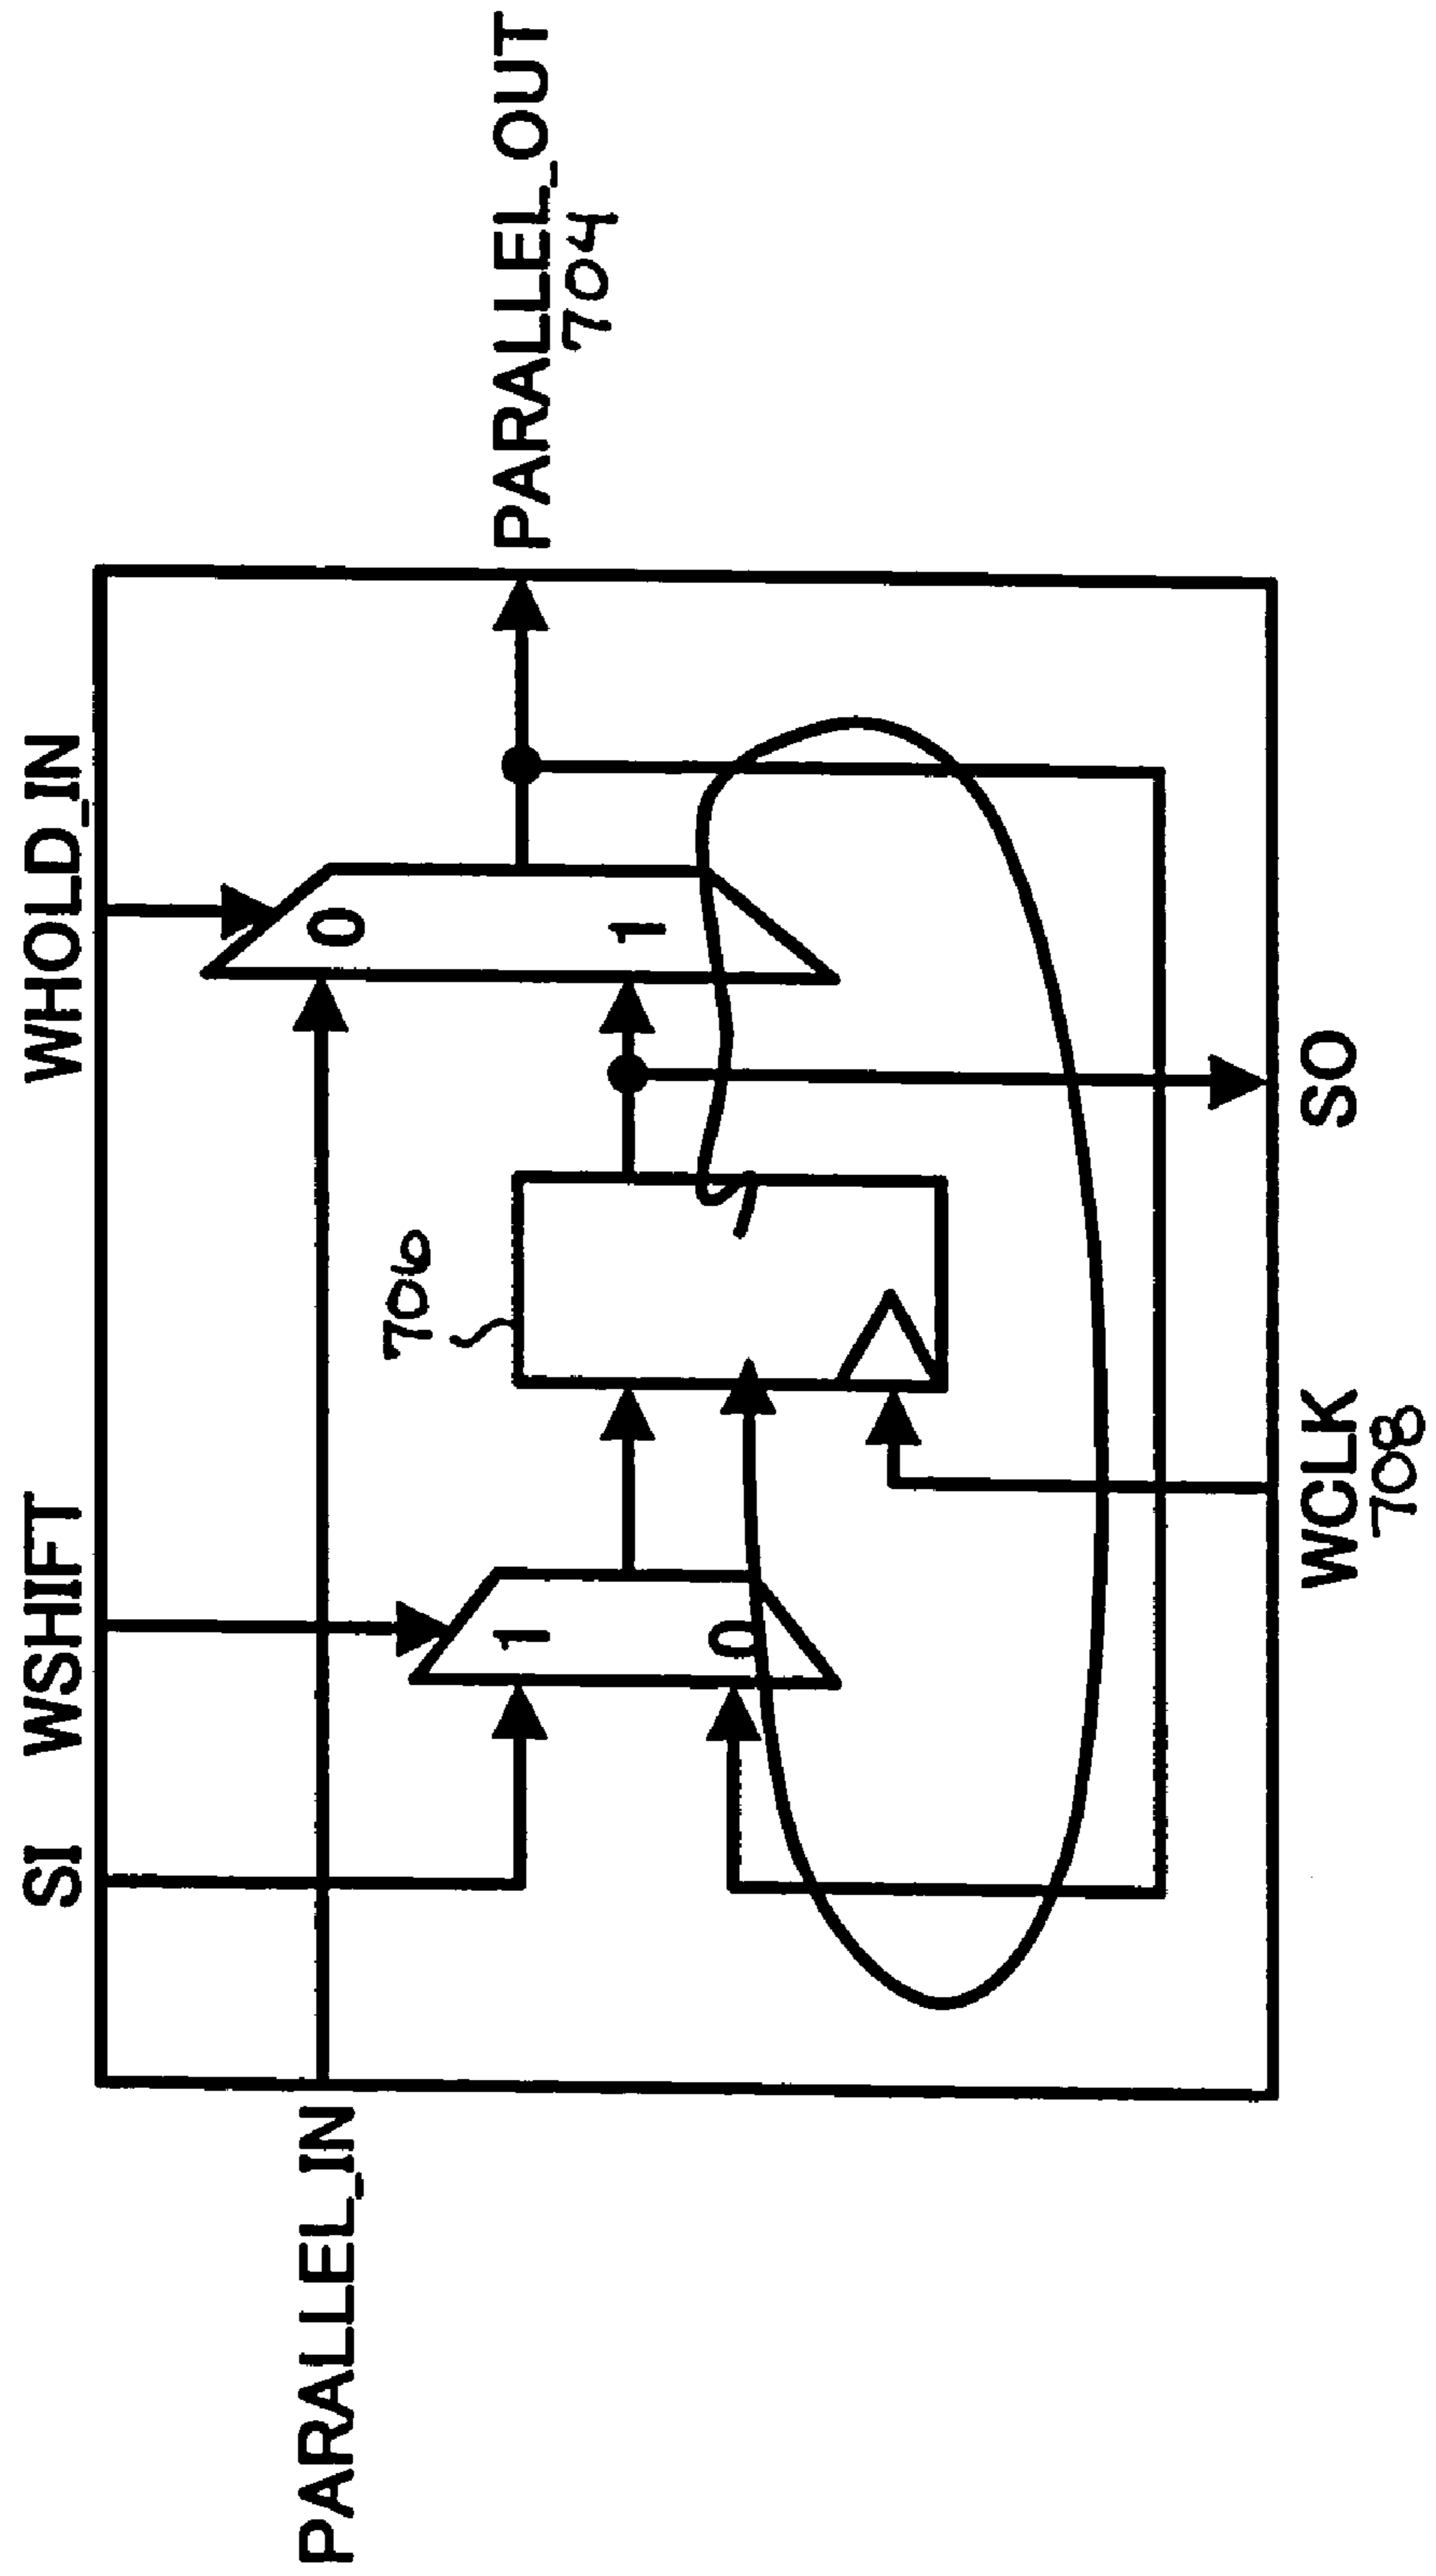 SI WSHIFT
WHOLD_IN
PARALLEL_IN
0
PARALLEL_OUT
704
706
1
1
0
WCLK
708
SO